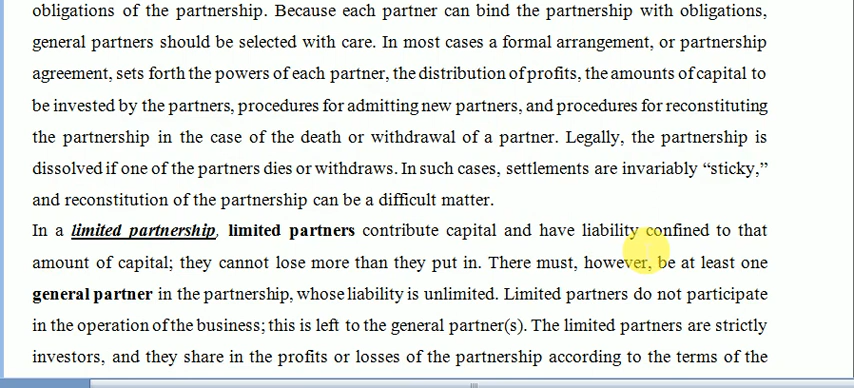 obligations of the partnership. Because each partner can bind the partnership with obligations,
general partners should be selected with care. In most cases a formal arrangement, or partnership
agreement, sets forth the powers of each partner, the distribution of profits, the amounts of capital to
be invested by the partners, procedures for admitting new partners, and procedures for reconstituting
the partnership in the case of the death or withdrawal of a partner. Legally, the partnership is
dissolved if one of the partners dies or withdraws. In such cases, settlements are invariably “sticky,”
and reconstitution of the partnership can be a difficult matter.
In a limited partnership, limited partners contribute capital and have liability confined to that
amount of capital; they cannot lose more than they put in. There must, however, be at least one
general partner in the partnership, whose liability is unlimited. Limited partners do not participate
in the operation of the business; this is left to the general partner(s). The limited partners are strictly
investors, and they share in the profits or losses of the partnership according to the terms of the